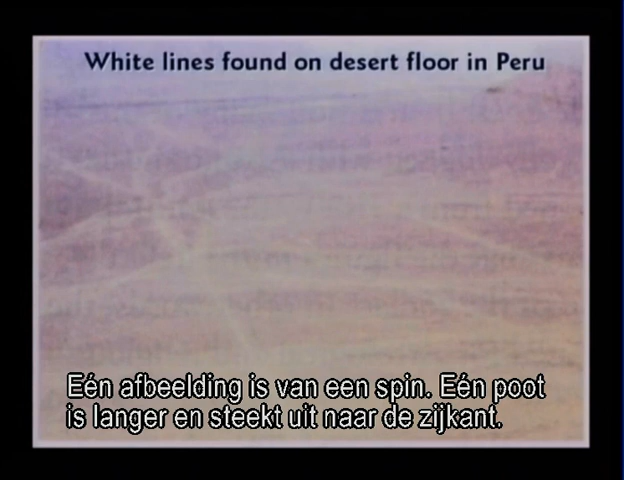 White lines found on desert floor in Peru
Eén afbeelding is van een spin. Eén poot
is langer en steekt uit naar de zijkant.